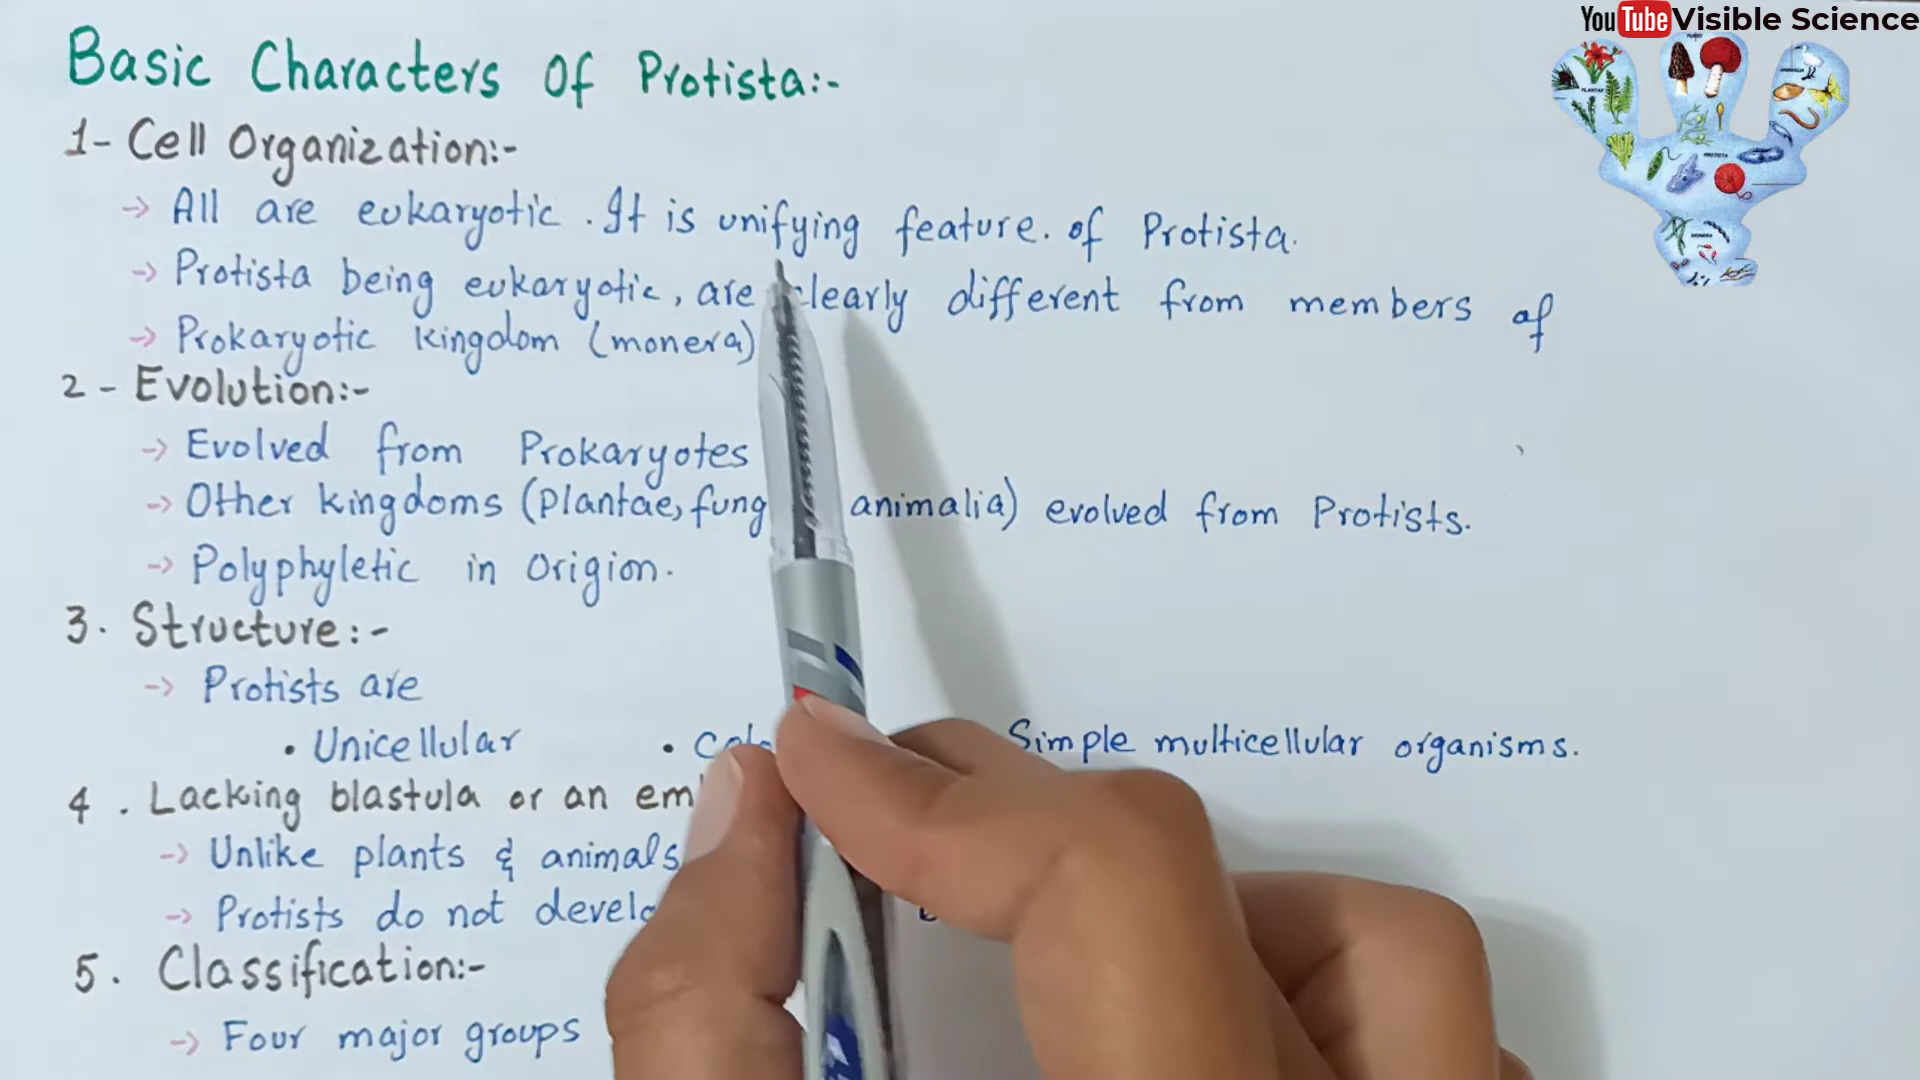 YouTube Visible Science
Basic Characters Of Protista:-
1- Cell Organization:-
-> All are eukaryotic. It is unifying feature. of Protista.
-> Protista being eukaryotic, are clearly different from members of
-> Prokaryotic kingdom (monera)
2- Evolution:-
-> Evolved from Prokaryotes
-> Other kingdoms (Plantae, fung animalia) evolved from Protists.
-> Polyphyletic in Origion.
3. Structure:-
-> Protists are
• Unicellular • Simple multicellular organisms.
4. Lacking blastula or an em
-> Unlike plants & animals
-> Protists do not develo
5. Classification:-
-> Four major groups